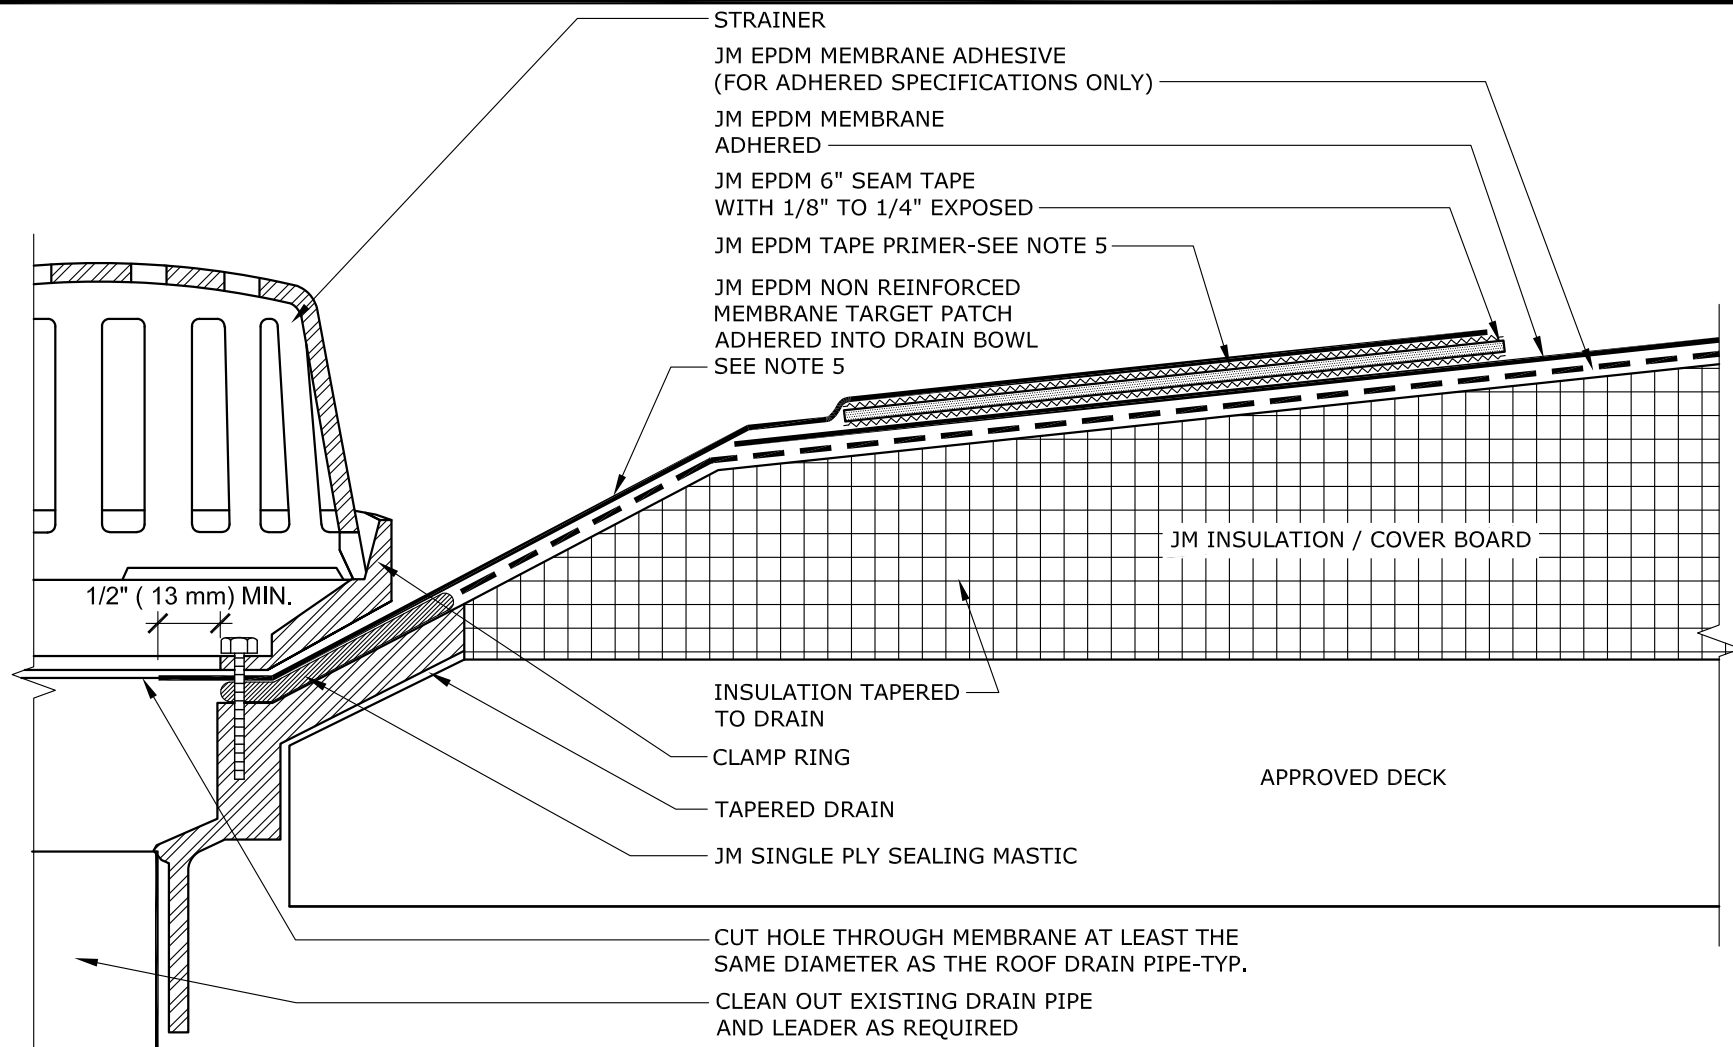 STRAINER
JM EPDM MEMBRANE ADHESIVE
(FOR ADHERED SPECIFICATIONS ONLY)
JM EPDM MEMBRANE
ADHERED
JM EPDM 6" SEAM TAPE
WITH 1/8" TO 1/4" EXPOSED
JM EPDM TAPE PRIMER-SEE NOTE 5
JM EPDM NON REINFORCED
MEMBRANE TARGET PATCH
ADHERED INTO DRAIN BOWL
SEE NOTE 5
JM INSULATION / COVER BOARD
1/2" ( 13 mm) MIN.
INSULATION TAPERED
TO DRAIN
CLAMP RING
APPROVED DECK
TAPERED DRAIN
JM SINGLE PLY SEALING MASTIC
CUT HOLE THROUGH MEMBRANE AT LEAST THE
SAME DIAMETER AS THE ROOF DRAIN PIPE-TYP.
CLEAN OUT EXISTING DRAIN PIPE
AND LEADER AS REQUIRED